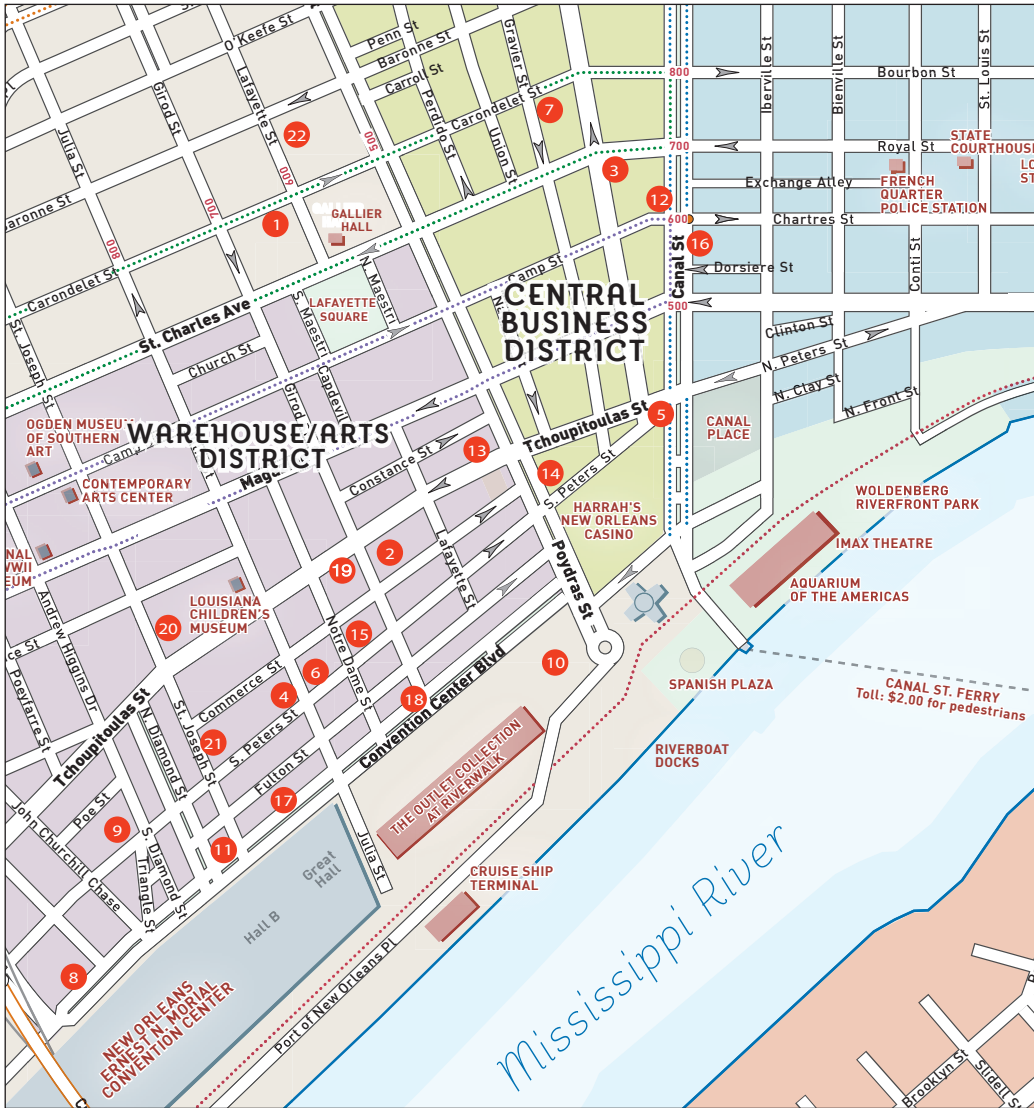 O'Keefe St
Penn St
Baronne St
Carroll St
Gravier St
Perdido St
Union St
Carondelet St
Lafayette St
Girod St
Julia St
500
600
700
800
22
7
3
12
1
800
700
600
500
Iberville St
Bienville St
Bourbon St
St. Louis St
Royal St
STATE
COURTHOUSE
Exchange Alley
FRENCH
QUARTER
POLICE STATION
Chartres St
16
Dorsiere St
Conti St
Canal St
Clinton St
N. Peters St
N. Clay St
N. Front St
Baronne St
Carondelet St
GALLIER
HALL
N. Maestri
S. Maestri
LAFAYETTE
SQUARE
St. Charles Ave
Church St
Capdevil
Girod
Camp St
CENTRAL
BUSINESS
DISTRICT
St. Joseph St
OGDEN MUSEUM
OF SOUTHERN
ART
WAREHOUSE/ARTS
DISTRICT
CONTEMPORARY
ARTS CENTER
Constance St
13
Tchoupitoulas St
5
14
S. Peters St
CANAL
PLACE
HARRAH'S
NEW ORLEANS
CASINO
WOLDENBERG
RIVERFRONT PARK
IMAX THEATRE
AQUARIUM
OF THE AMERICAS
2
19
Lafayette St
Poydras St
LOUISIANA
CHILDREN'S
MUSEUM
20
Andrew Higgins Dr
Poeyfarre St
Notre Dame St
15
6
4
18
10
Commerce St
S. Peters St
21
Fulton St
17
Convention Center Blvd
SPANISH PLAZA
CANAL ST. FERRY
Toll: $2.00 for pedestrians
RIVERBOAT
DOCKS
THE OUTLET COLLECTION
AT RIVERWALK
Tchoupitoulas St
N. Diamond St
St. Joseph St
Poe St
9
John Churchill Chase
S. Diamond St
Triangle St
11
8
Julia St
Great
Hall
Hall B
CRUISE SHIP
TERMINAL
Port of New Orleans Pl
NEW ORLEANS
ERNEST N. MORIAL
CONVENTION CENTER
Mississippi River
Brooklyn St
Slidell St